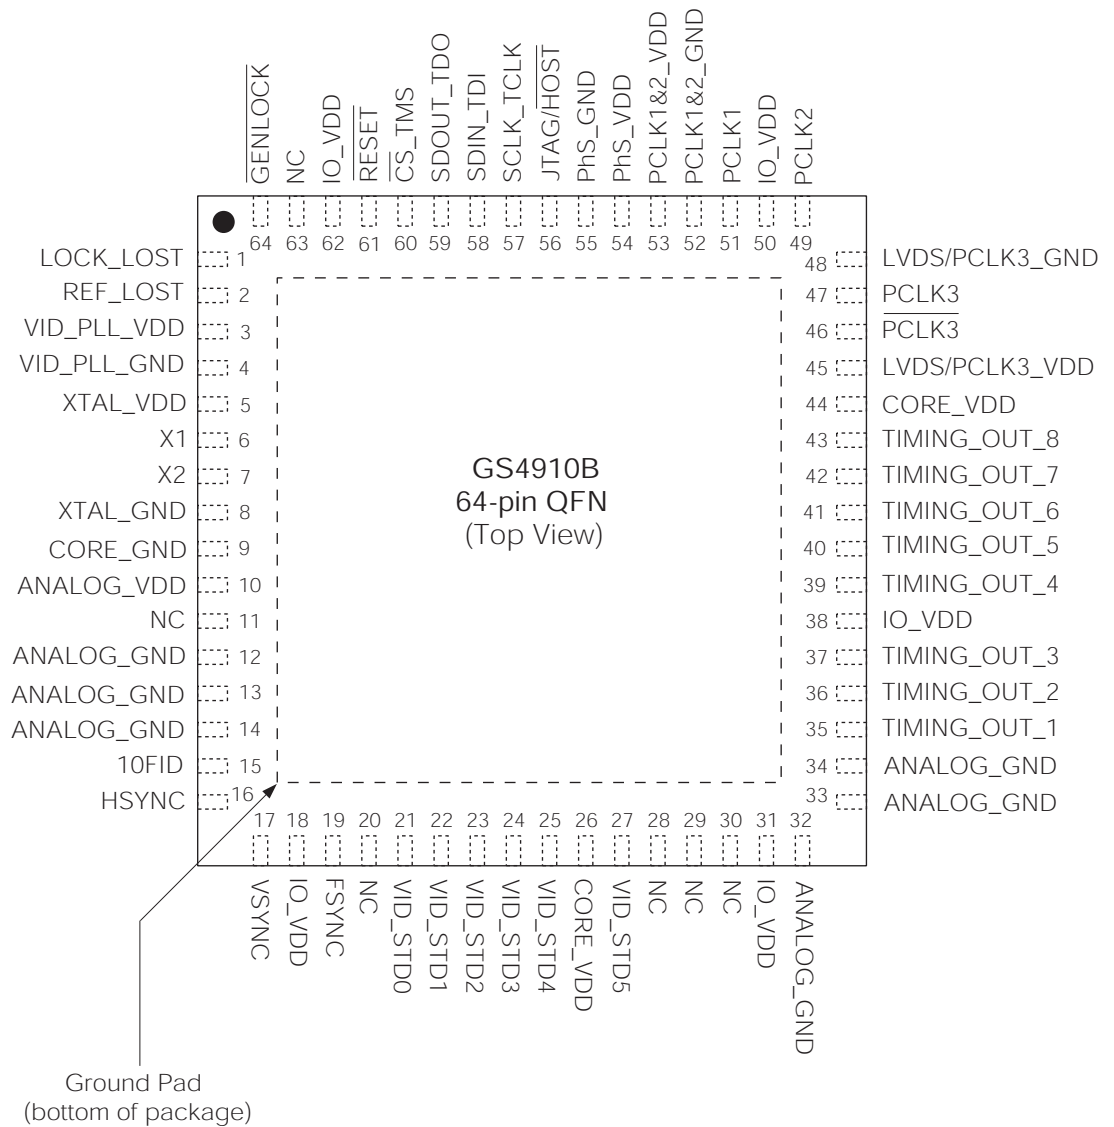 GENLOCK
NC
IO_VDD
RESET
CS_TMS
SDOUT_TDO
SDIN_TDI
SCLK_TCLK
JTAG/HOST
PhS_GND
PhS_VDD
PCLK1&2_VDD
PCLK1&2_GND
PCLK1
IO_VDD
PCLK2
64 63 62 61 60 59 58 57 56 55 54 53 52 51 50 49
LOCK_LOST 1
REF_LOST 2
VID_PLL_VDD 3
VID_PLL_GND 4
XTAL_VDD 5
X1 6
X2 7
XTAL_GND 8
CORE_GND 9
ANALOG_VDD 10
NC 11
ANALOG_GND 12
ANALOG_GND 13
ANALOG_GND 14
10FID 15
HSYNC 16
GS4910B
64-pin QFN
(Top View)
48 LVDS/PCLK3_GND
47 PCLK3
46 PCLK3
45 LVDS/PCLK3_VDD
44 CORE_VDD
43 TIMING_OUT_8
42 TIMING_OUT_7
41 TIMING_OUT_6
40 TIMING_OUT_5
39 TIMING_OUT_4
38 IO_VDD
37 TIMING_OUT_3
36 TIMING_OUT_2
35 TIMING_OUT_1
34 ANALOG_GND
33 ANALOG_GND
17 18 19 20 21 22 23 24 25 26 27 28 29 30 31 32
VSYNC
IO_VDD
FSYNC
NC
VID_STD0
VID_STD1
VID_STD2
VID_STD3
VID_STD4
CORE_VDD
VID_STD5
NC
NC
NC
IO_VDD
ANALOG_GND
Ground Pad
(bottom of package)